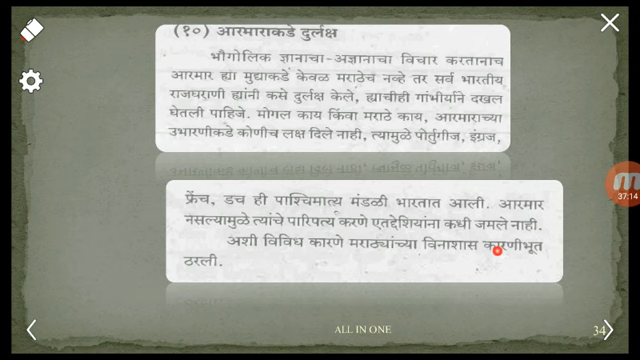 (१०) आरमाराकडे दुर्लक्ष
भौगोलिक ज्ञानाचा-अज्ञानाचा विचार करतानाच
आरमार ह्या मुद्याकडे केवळ मराठेच नव्हे तर सर्व भारतीय
राजघराणी ह्यांनी कसे दुर्लक्ष केले, ह्याचीही गांभीर्याने दखल
घेतली पाहिजे. मोगल काय किंवा मराठे काय, आरमाराच्या
उभारणीकडे कोणीच लक्ष दिले नाही, त्यामुळे पोर्तुगीज, इंग्रज,
फ्रेंच, डच ही पाश्चिमात्य मंडळी भारतात आली. आरमार
नसल्यामुळे त्यांचे पारिपत्य करणे एतद्देशियांना कधी जमले नाही.
अशी विविध कारणे मराठ्यांच्या विनाशास कारणीभूत
ठरली.
ALL IN ONE
34
37:14